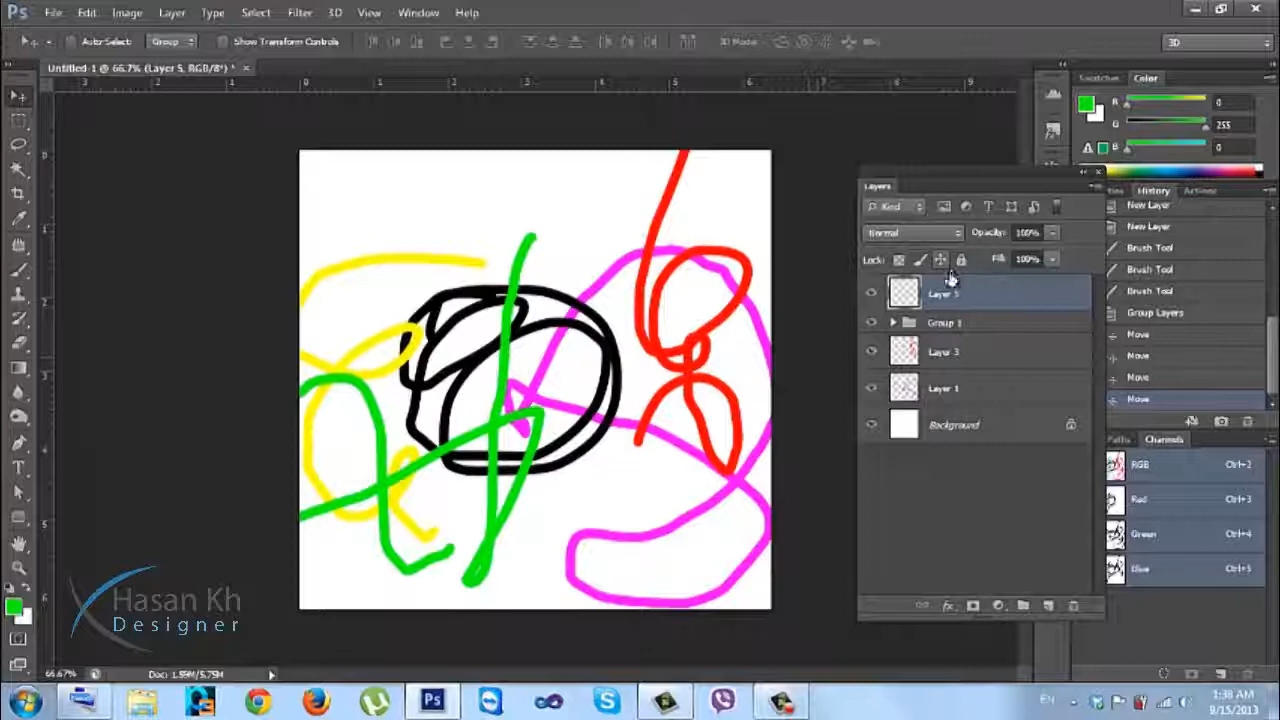 Ps File Edit Image Layer Type Select Filter 3D View Window Help
Auto-Select: Group Show Transform Controls 3D Mode: 3D
Untitled-1 @ 66.7% (Layer 5, RGB/8*) * ×
Swatches Color
R 0
G 255
B 0
Layers
Kind
Normal Opacity: 100%
Lock: Fill: 100%
Layer 5
Group 1
Layer 3
Layer 1
Background
History Actions
New Layer
New Layer
Brush Tool
Brush Tool
Brush Tool
Group Layers
Move
Move
Move
Move
Paths Channels
RGB Ctrl+2
Red Ctrl+3
Green Ctrl+4
Blue Ctrl+5
Hasan Kh
Designer
66.67% Doc: 1.59M/5.75M
EN 1:38 AM
9/15/2013